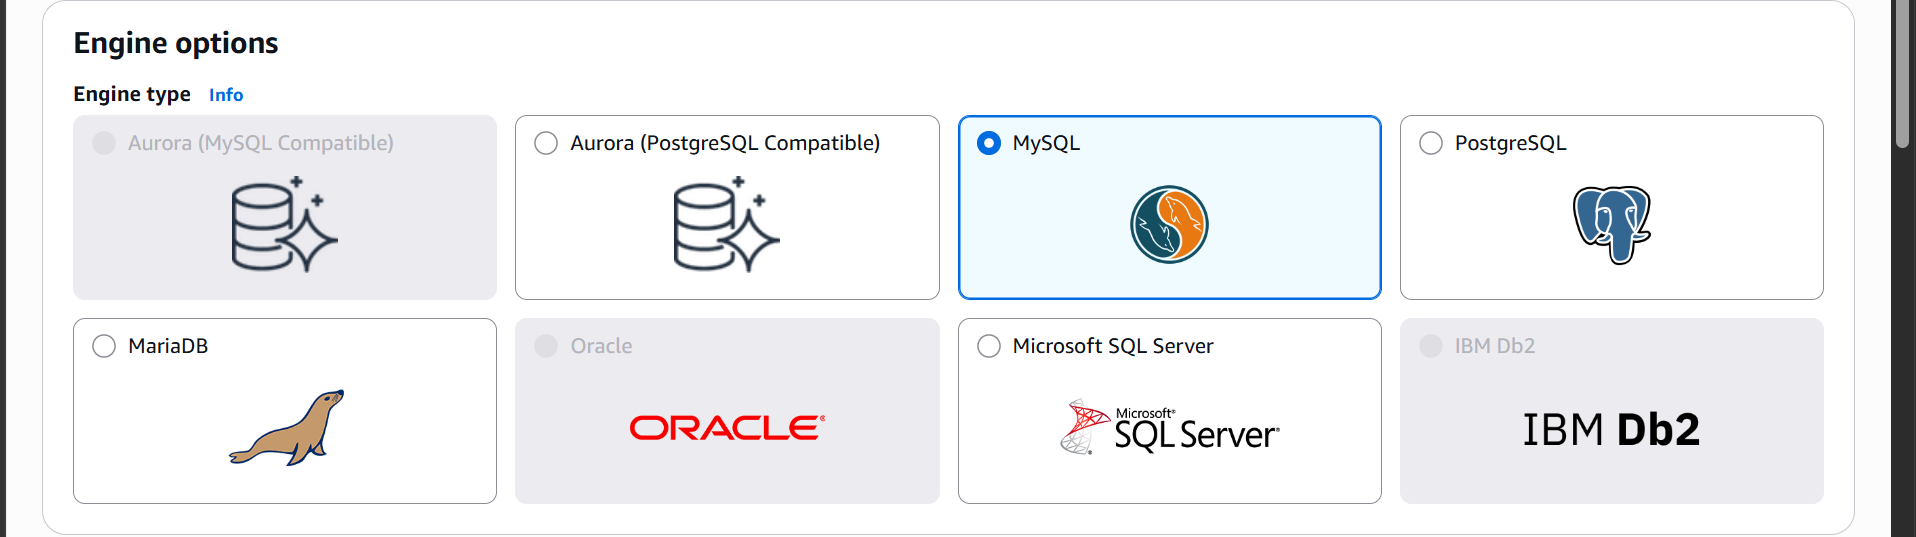 Engine options
Engine type Info
Aurora (MySQL Compatible)
Aurora (PostgreSQL Compatible)
MySQL
PostgreSQL
MariaDB
Oracle
ORACLE®
Microsoft SQL Server
Microsoft®
SQL Server®
IBM Db2
IBM Db2